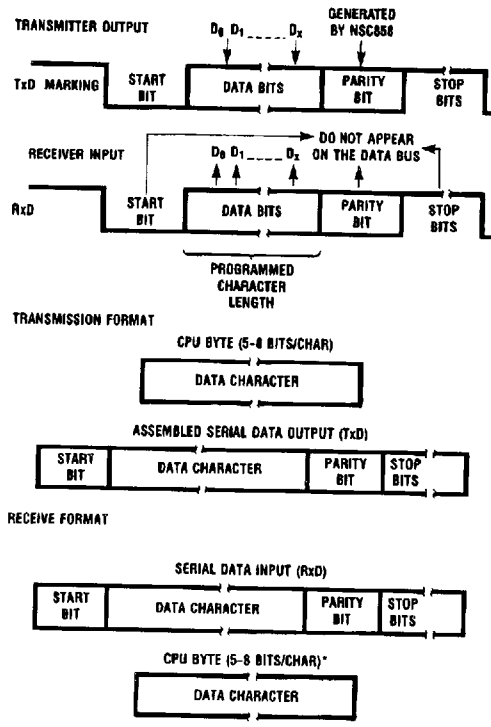 TRANSMITTER OUTPUT
D0 D1 ----- Dx
GENERATED
BY NSC858
TxD MARKING
START
BIT
DATA BITS
PARITY
BIT
STOP
BITS
RECEIVER INPUT
D0 D1 ----- Dx
DO NOT APPEAR
ON THE DATA BUS
RxD
START
BIT
DATA BITS
PARITY
BIT
STOP
BITS
PROGRAMMED
CHARACTER
LENGTH
TRANSMISSION FORMAT
CPU BYTE (5-8 BITS/CHAR)
DATA CHARACTER
ASSEMBLED SERIAL DATA OUTPUT (TxD)
START
BIT
DATA CHARACTER
PARITY
BIT
STOP
BITS
RECEIVE FORMAT
SERIAL DATA INPUT (RxD)
START
BIT
DATA CHARACTER
PARITY
BIT
STOP
BITS
CPU BYTE (5-8 BITS/CHAR)*
DATA CHARACTER